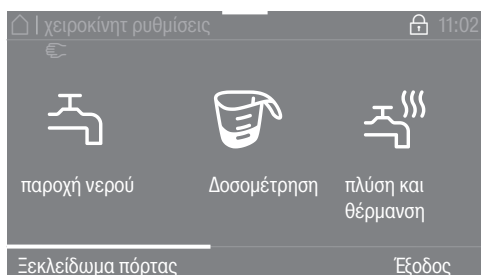 | χειροκίνητ ρυθμίσεις 11:02
παροχή νερού Δοσομέτρηση πλύση και
θέρμανση
Ξεκλείδωμα πόρτας Έξοδος